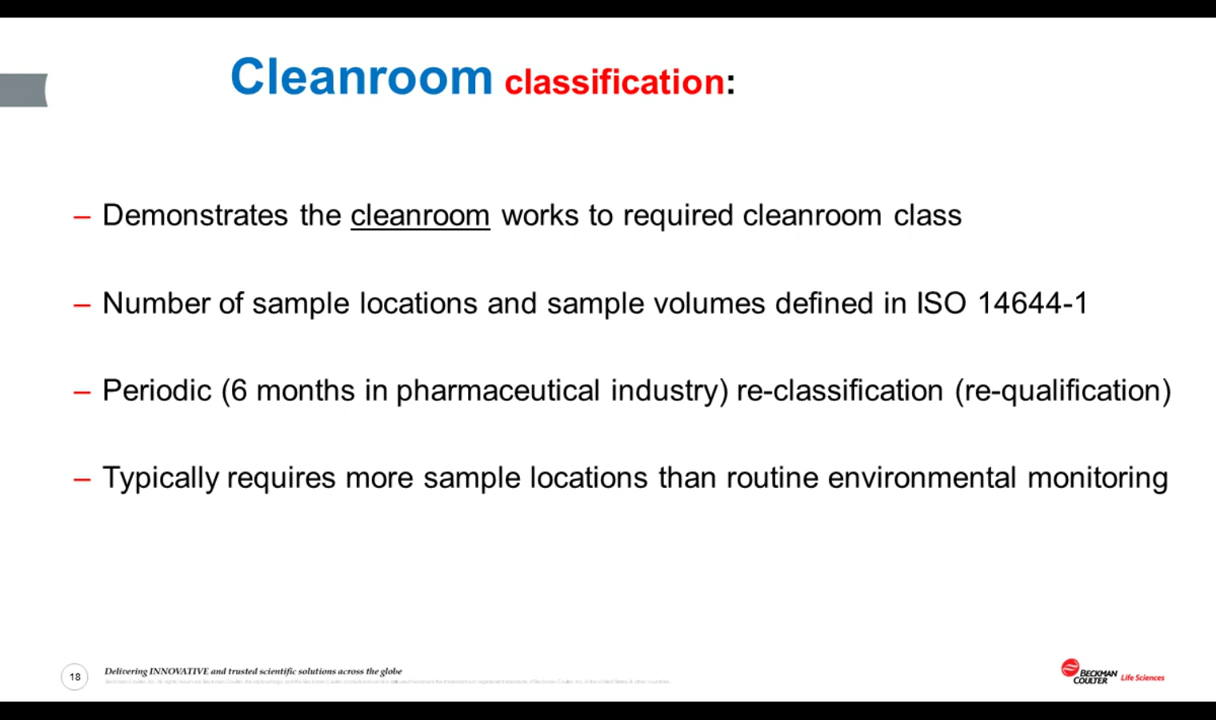 Cleanroom classification:
– Demonstrates the cleanroom works to required cleanroom class
– Number of sample locations and sample volumes defined in ISO 14644-1
– Periodic (6 months in pharmaceutical industry) re-classification (re-qualification)
– Typically requires more sample locations than routine environmental monitoring
18
Delivering INNOVATIVE and trusted scientific solutions across the globe
BECKMAN
COULTER Life Sciences